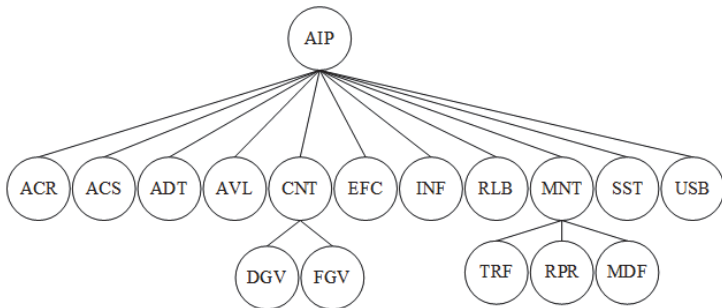 AIP
ACR ACS ADT AVL CNT EFC INF RLB MNT SST USB
DGV FGV TRF RPR MDF